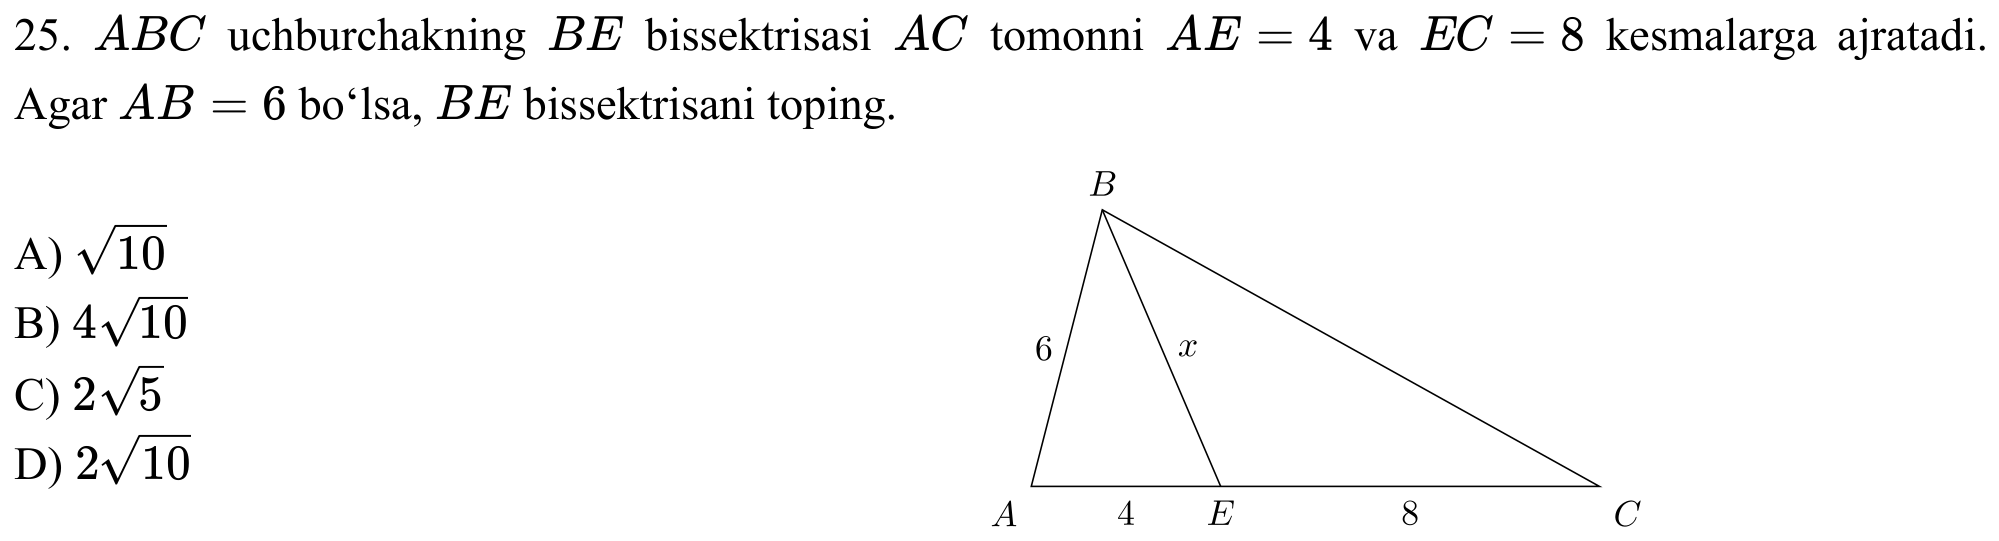 25. ABC uchburchakning BE bissektrisasi AC tomonni AE = 4 va EC = 8 kesmalarga ajratadi.
Agar AB = 6 bo‘lsa, BE bissektrisani toping.
A) √10
B) 4√10
C) 2√5
D) 2√10
B
6
x
A
4
E
8
C